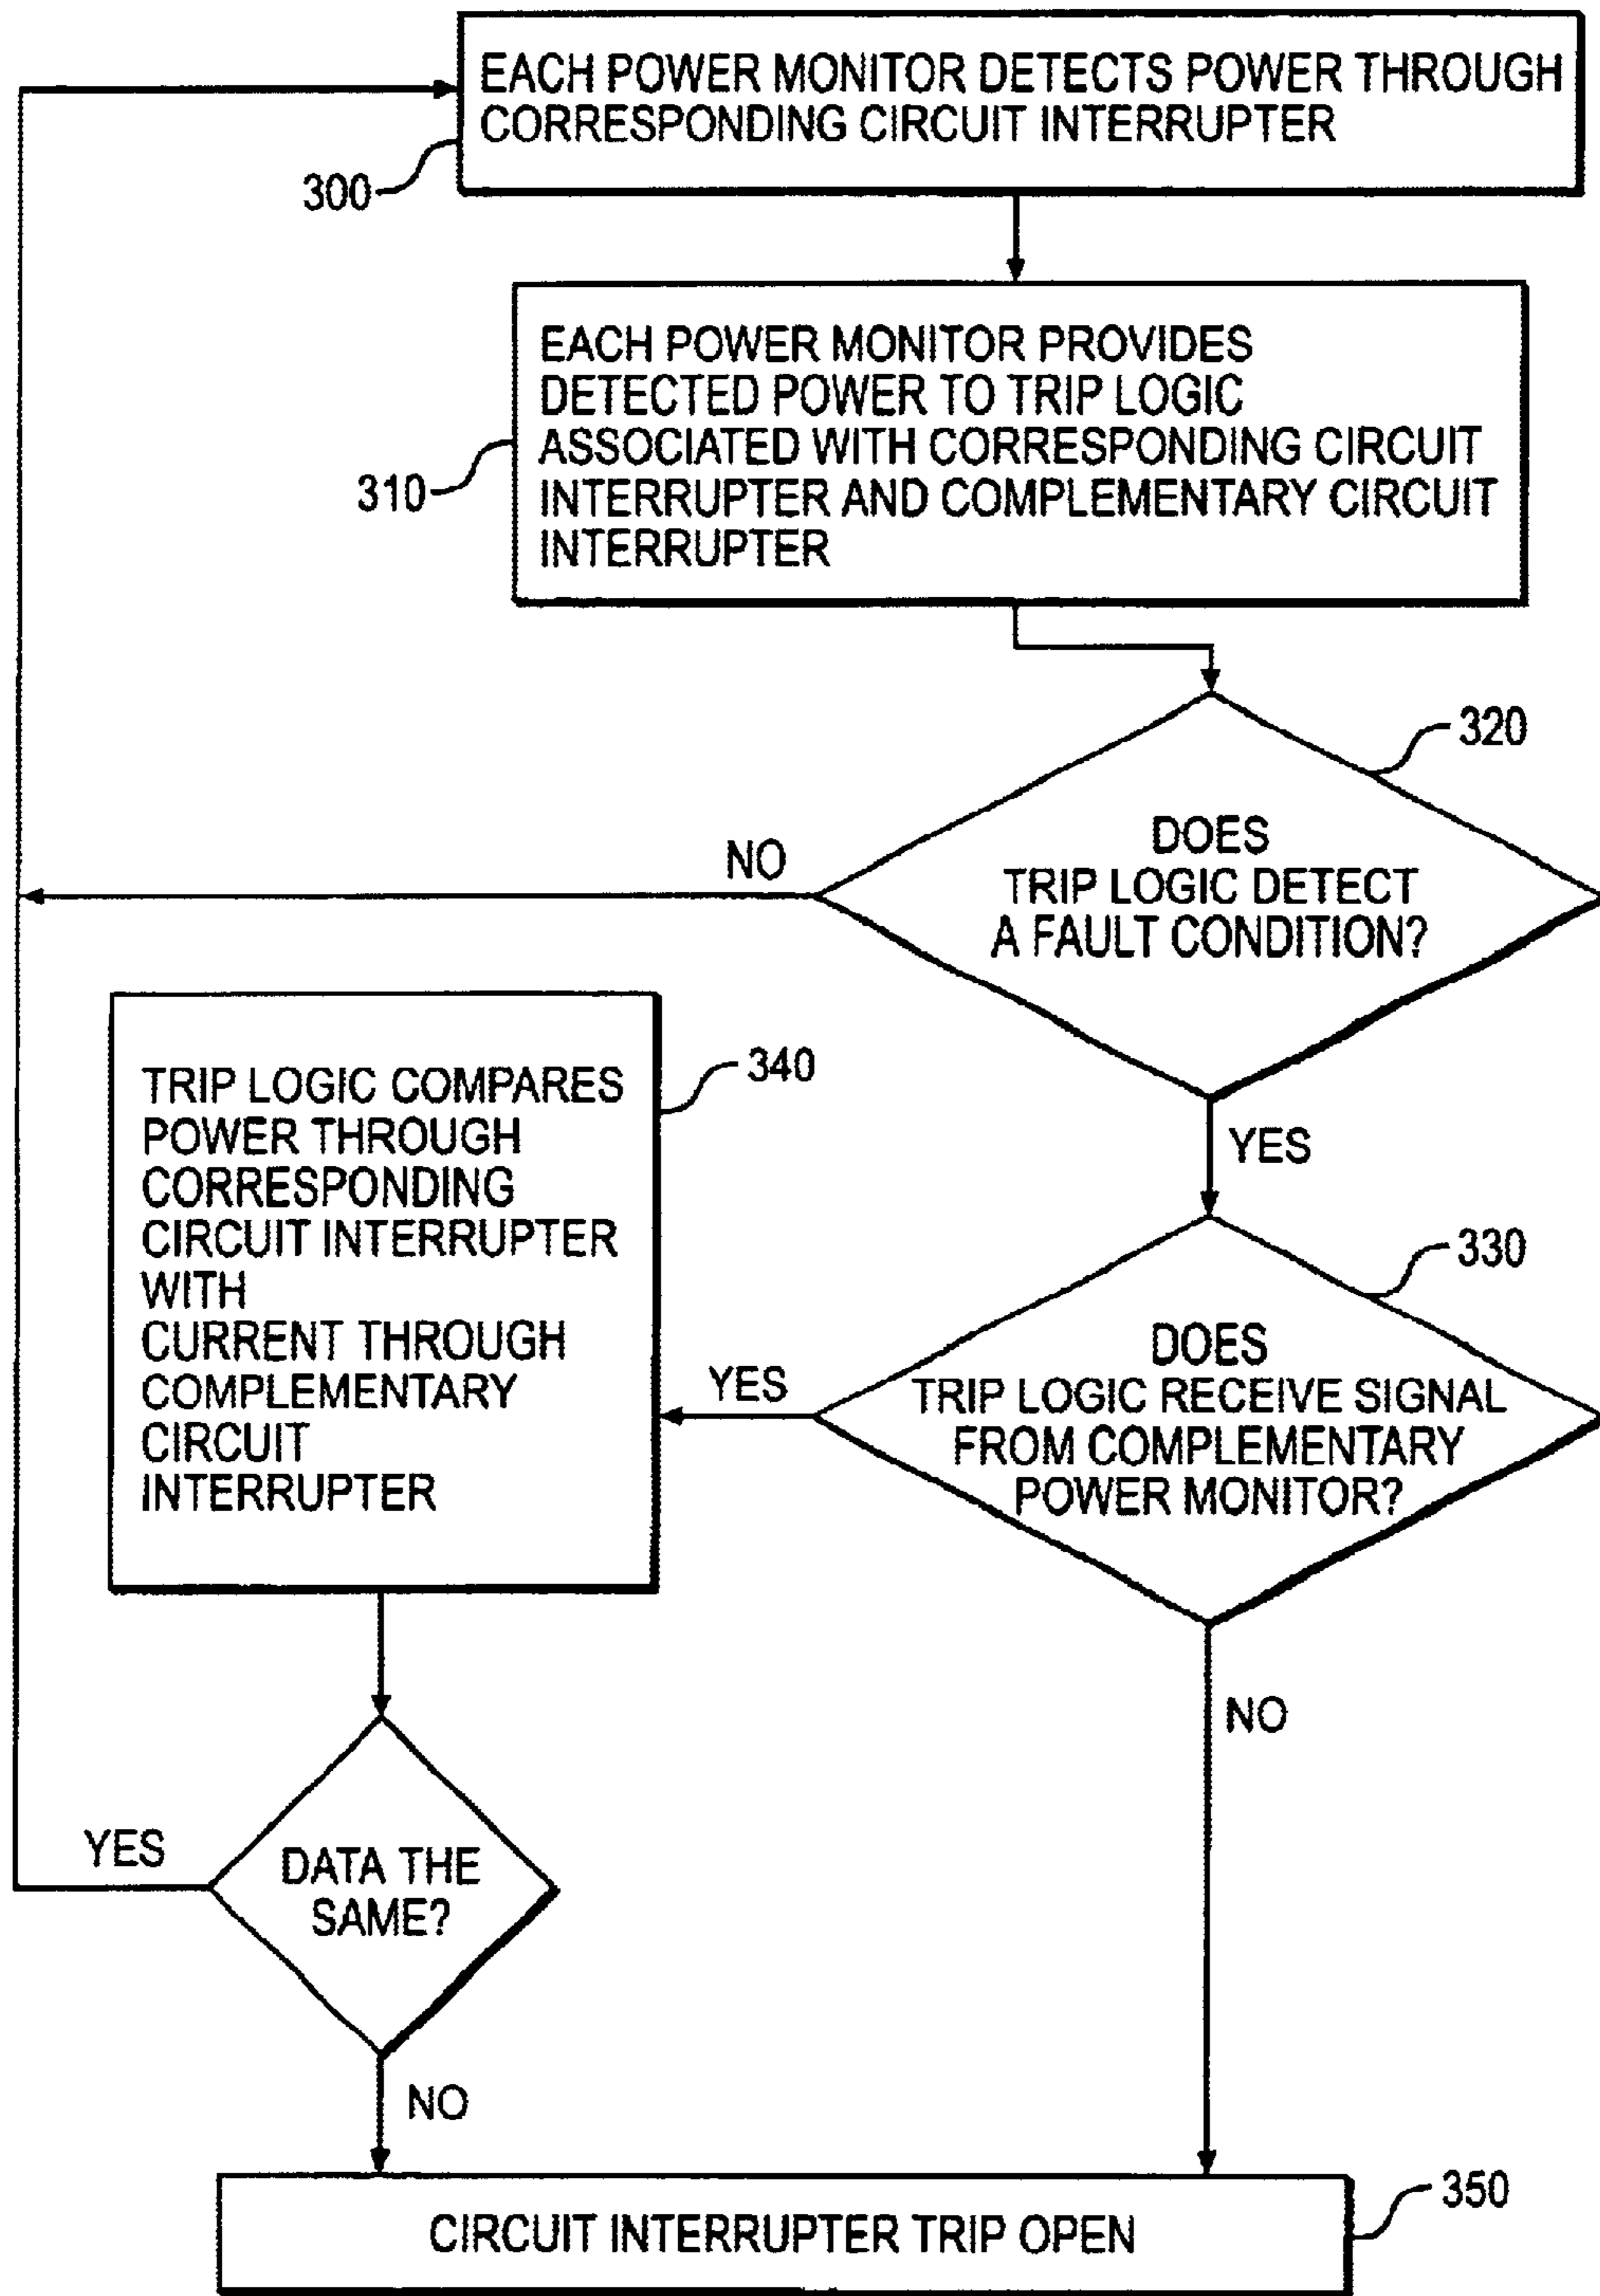 EACH POWER MONITOR DETECTS POWER THROUGH
CORRESPONDING CIRCUIT INTERRUPTER
300
EACH POWER MONITOR PROVIDES
DETECTED POWER TO TRIP LOGIC
ASSOCIATED WITH CORRESPONDING CIRCUIT
INTERRUPTER AND COMPLEMENTARY CIRCUIT
INTERRUPTER
310
320
DOES
TRIP LOGIC DETECT
A FAULT CONDITION?
NO
YES
340
TRIP LOGIC COMPARES
POWER THROUGH
CORRESPONDING
CIRCUIT INTERRUPTER
WITH
CURRENT THROUGH
COMPLEMENTARY
CIRCUIT
INTERRUPTER
330
DOES
TRIP LOGIC RECEIVE SIGNAL
FROM COMPLEMENTARY
POWER MONITOR?
YES
NO
DATA THE
SAME?
YES
NO
CIRCUIT INTERRUPTER TRIP OPEN
350